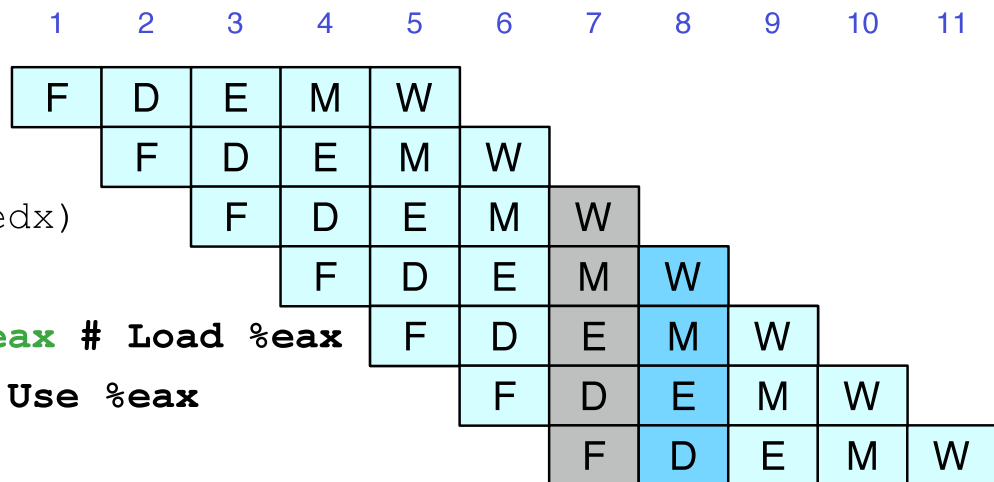 1 2 3 4 5 6 7 8 9 10 11
F D E M W
F D E M W
edx) F D E M W
F D E M W
eax # Load %eax F D E M W
Use %eax F D E M W
F D E M W